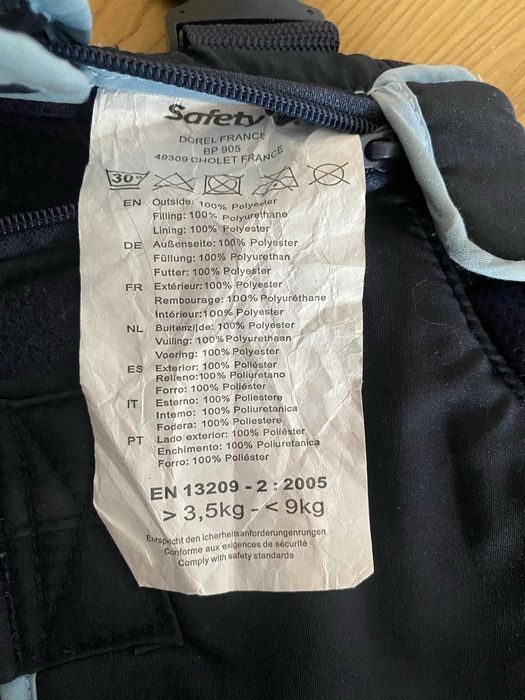 Safety
DOREL FRANCE
BP 905
49309 CHOLET FRANCE
30°
EN Outside: 100% Polyester
Filling: 100% Polyurethane
Lining: 100% Polyester
DE Außenseite: 100% Polyester
Füllung: 100% Polyurethan
Futter: 100% Polyester
FR Extérieur: 100% Polyester
Rembourage: 100% Polyuréthane
Intérieur: 100% Polyester
NL Buitenzijde: 100% Polyester
Vulling: 100% Polyurethaan
Voering: 100% Polyester
ES Exterior: 100% Poliéster
Relleno: 100% Poliuretano
Forro: 100% Poliéster
IT Esterno: 100% Poliestere
Interno: 100% Poliuretanica
Fodera: 100% Poliestere
PT Lado exterior: 100% Poliéster
Enchimento: 100% Poliuretanica
Forro: 100% Poliéster
EN 13209 - 2 : 2005
> 3,5kg - < 9kg
Entspricht den Icherheitsanforderungenrungen
Conforme aux exigences de sécurité
Comply with safety standards